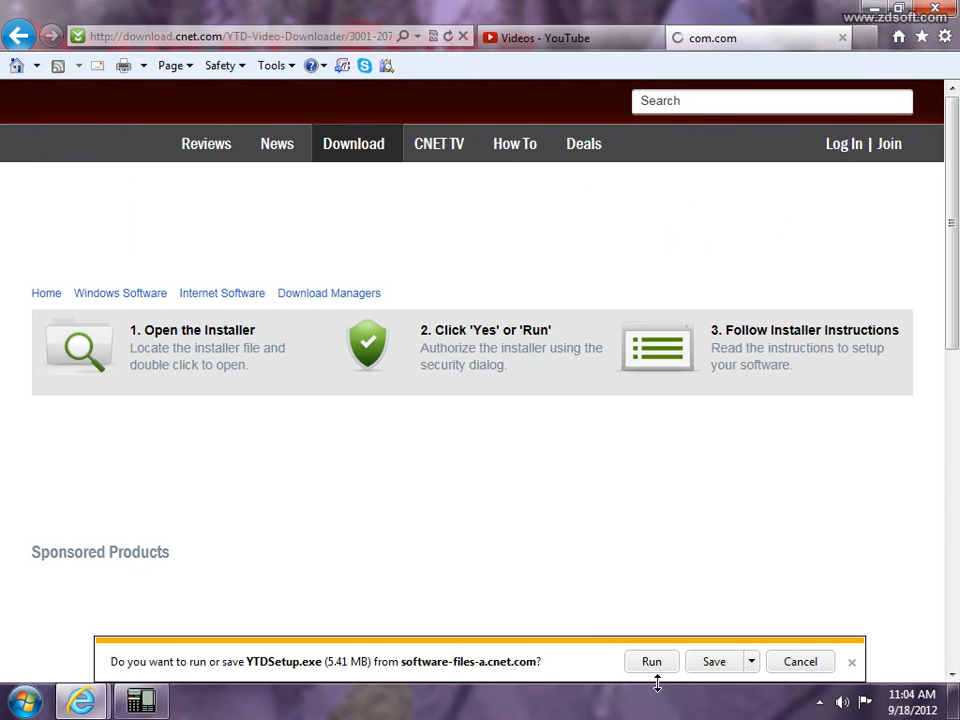 www.zdsoft.com
http://download.cnet.com/YTD-Video-Downloader/3001-207
Videos - YouTube
com.com
Page Safety Tools
Search
Reviews News Download CNET TV How To Deals Log In | Join
Home Windows Software Internet Software Download Managers
1. Open the Installer
Locate the installer file and
double click to open.
2. Click 'Yes' or 'Run'
Authorize the installer using the
security dialog.
3. Follow Installer Instructions
Read the instructions to setup
your software.
Sponsored Products
Do you want to run or save YTDSetup.exe (5.41 MB) from software-files-a.cnet.com?
Run Save Cancel
11:04 AM
9/18/2012